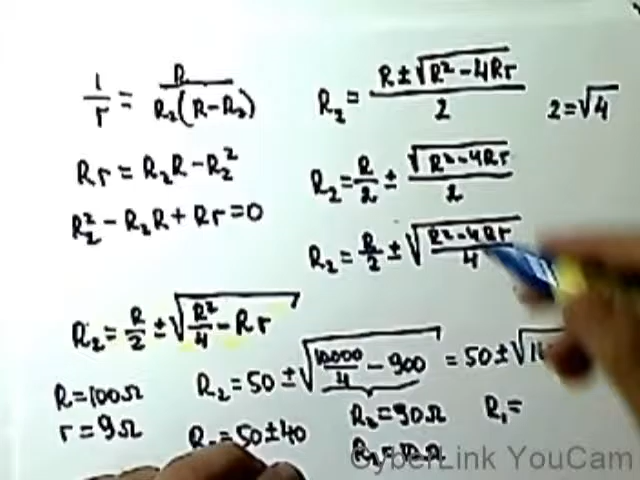 1/r = R/(R₂(R-R₂))
Rr = R₂R - R₂²
R₂² - R₂R + Rr = 0
R₂ = (R ± √(R² - 4Rr))/2
2 = √4
R₂ = R/2 ± √(R² - 4Rr)/2
R₂ = R/2 ± √((R² - 4Rr)/4)
R₂ = R/2 ± √(R²/4 - Rr)
R = 100Ω
r = 9Ω
R₂ = 50 ± √(10000/4 - 900) = 50 ± √
= 50 ± 40
R₂ = 90Ω
R₂ = 10Ω
R₁ =
CyberLink YouCam